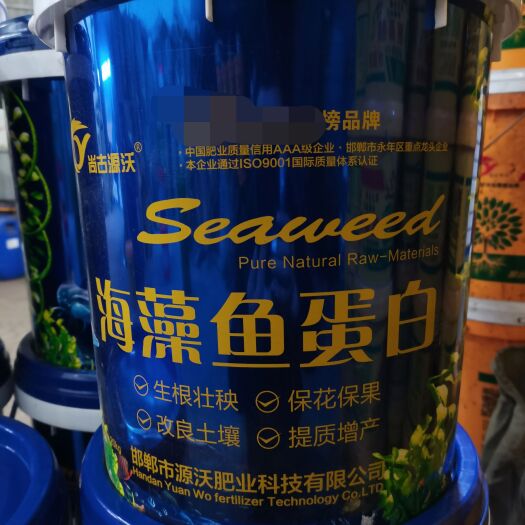 榜品牌
尚古源沃®
·中国肥业质量信用AAA级企业·邯郸市永年区重点龙头企业
·本企业通过ISO9001国际质量体系认证
Seaweed
Pure Natural Raw-Materials
海藻鱼蛋白
生根壮秧 保花保果
改良土壤 提质增产
邯郸市源沃肥业科技有限公司
Handan Yuan Wo fertilizer Technology Co.LTD